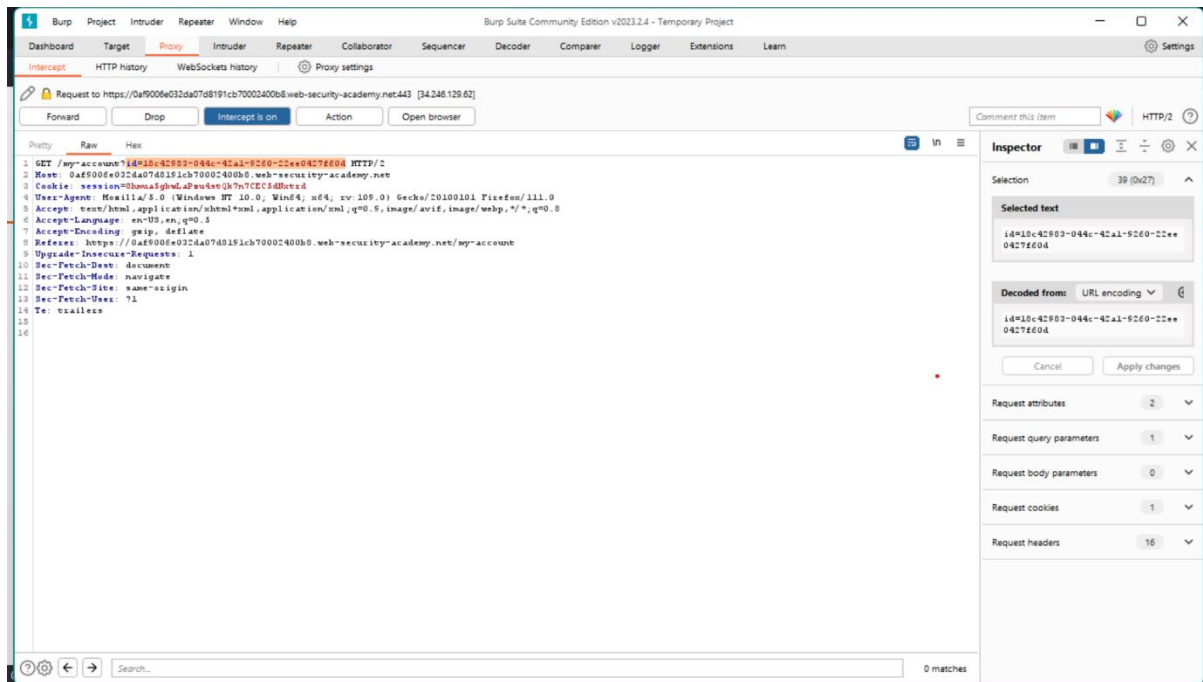 Burp Project Intruder Repeater Window Help Burp Suite Community Edition v2023.2.4 - Temporary Project
Dashboard Target Proxy Intruder Repeater Collaborator Sequencer Decoder Comparer Logger Extensions Learn Settings
Intercept HTTP history WebSockets history Proxy settings
Request to https://0af9006e032da07d8191cb70002400b8.web-security-academy.net:443 [34.246.129.62]
Forward Drop Intercept is on Action Open browser Comment this item HTTP/2
Pretty Raw Hex \n
1 GET /my-account?id=18c42983-044c-42a1-9260-22ee0427f60d HTTP/2
2 Host: 0af9006e032da07d8191cb70002400b8.web-security-academy.net
3 Cookie: session=
4 User-Agent: Mozilla/5.0 (Windows NT 10.0; Win64; x64; rv:109.0) Gecko/20100101 Firefox/111.0
5 Accept: text/html,application/xhtml+xml,application/xml;q=0.9,image/avif,image/webp,*/*;q=0.8
6 Accept-Language: en-US,en;q=0.5
7 Accept-Encoding: gzip, deflate
8 Referer: https://0af9006e032da07d8191cb70002400b8.web-security-academy.net/my-account
9 Upgrade-Insecure-Requests: 1
10 Sec-Fetch-Dest: document
11 Sec-Fetch-Mode: navigate
12 Sec-Fetch-Site: same-origin
13 Sec-Fetch-User: ?1
14 Te: trailers
15
16
Inspector
Selection 39 (0x27)
Selected text
id=18c42983-044c-42a1-9260-22ee
0427f60d
Decoded from: URL encoding
id=18c42983-044c-42a1-9260-22ee
0427f60d
Cancel Apply changes
Request attributes 2
Request query parameters 1
Request body parameters 0
Request cookies 1
Request headers 16
Search... 0 matches